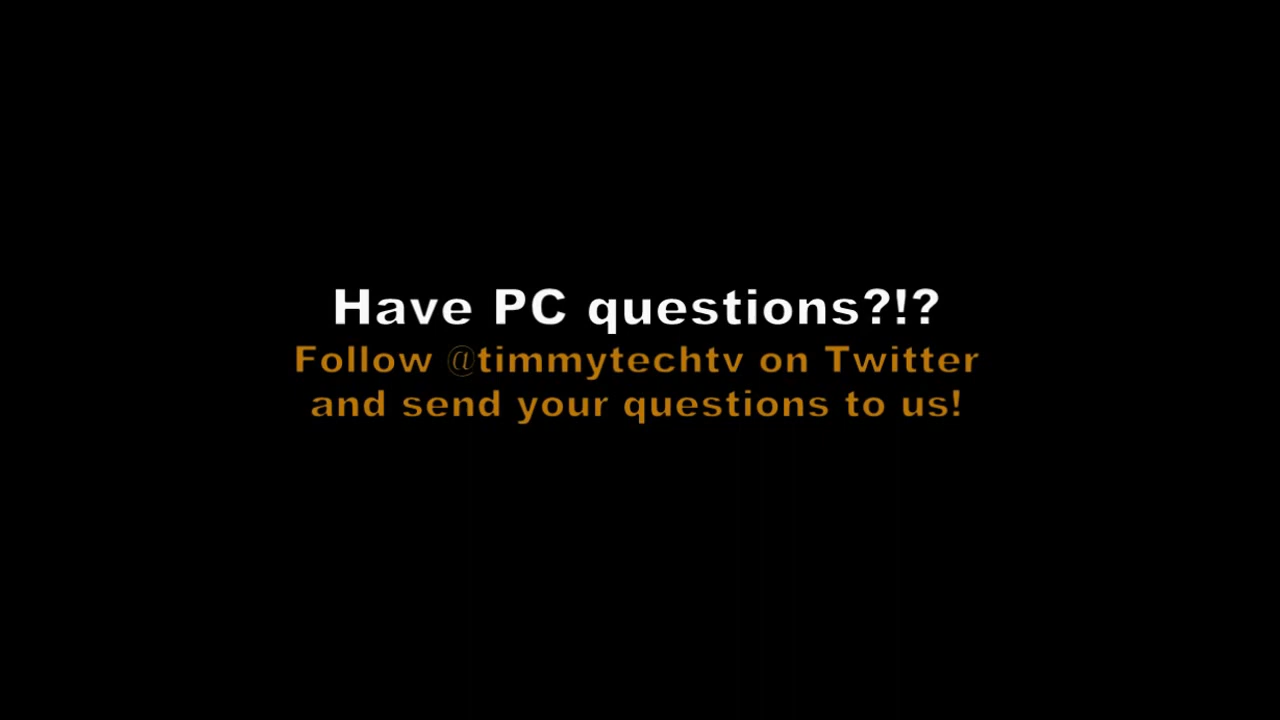 Have PC questions?!?
Follow @timmytechtv on Twitter
and send your questions to us!